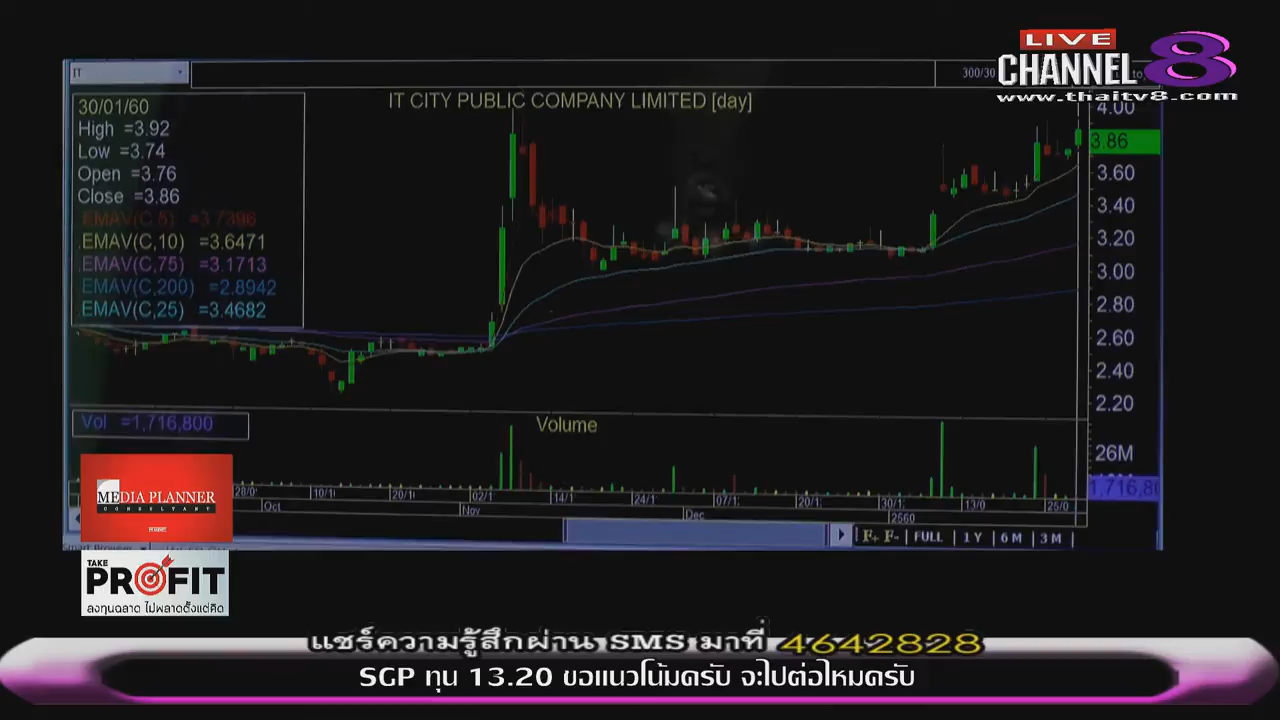 LIVE
CHANNEL 8
www.thaitv8.com
IT
300/30
30/01/60
High =3.92
Low =3.74
Open =3.76
Close =3.86
EMAV(C,5) =3.7396
EMAV(C,10) =3.6471
EMAV(C,75) =3.1713
EMAV(C,200) =2.8942
EMAV(C,25) =3.4682
IT CITY PUBLIC COMPANY LIMITED [day]
4.00
3.86
3.60
3.40
3.20
3.00
2.80
2.60
2.40
2.20
Vol =1,716,800
Volume
26M
1,716,80
28/0 10/1 20/1 02/1 14/1 24/1 07/1 20/1 30/1 13/0 25/0
Oct Nov Dec 2560
F+ F- FULL 1Y 6M 3M
MEDIA PLANNER
CONSULTANT
TAKE
PROFIT
ลงทุนฉลาด ไม่พลาดตั้งแต่คิด
แชร์ความรู้สึกผ่าน SMS มาที่ 4642828
SGP ทุน 13.20 ขอแนวโน้มครับ จะไปต่อไหมครับ